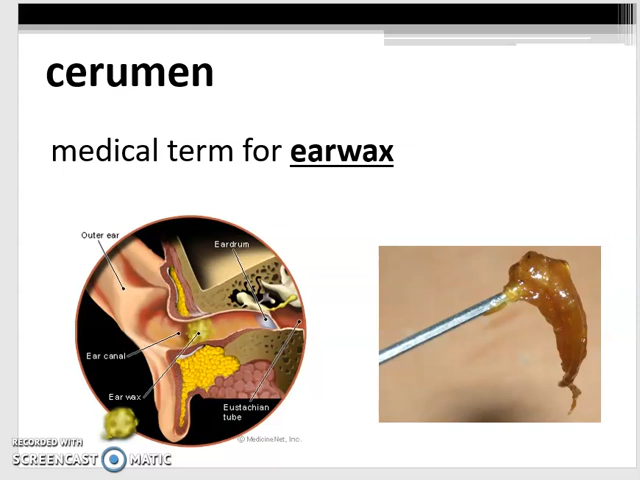 cerumen
medical term for earwax
Outer ear
Eardrum
Ear canal
Ear wax
Eustachian
tube
© MedicineNet, Inc.
RECORDED WITH
SCREENCAST MATIC